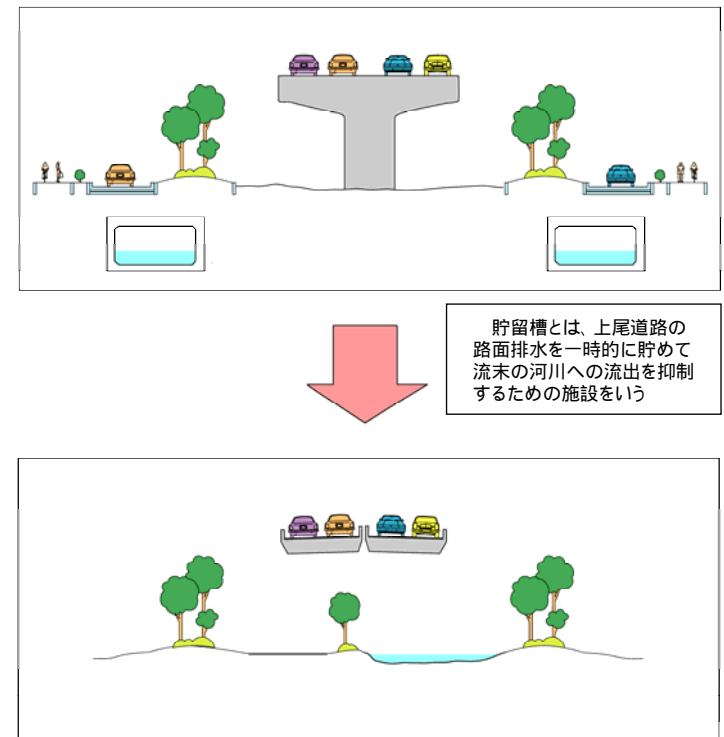 貯留槽とは、上尾道路の
路面排水を一時的に貯めて
流末の河川への流出を抑制
するための施設をいう